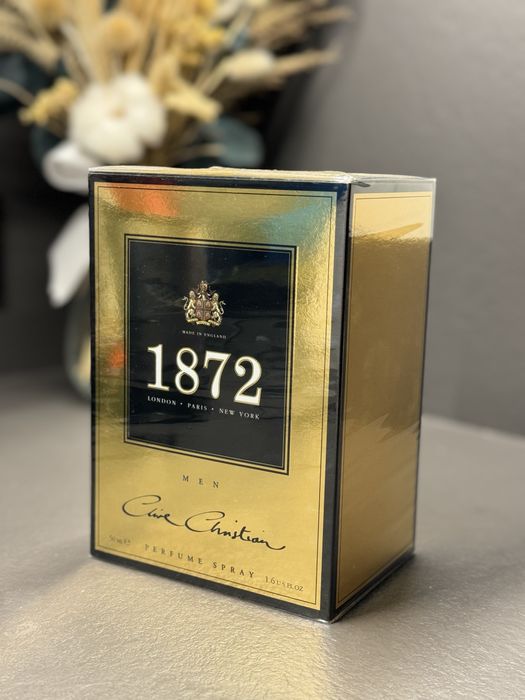 MADE IN ENGLAND
1872
LONDON • PARIS • NEW YORK
MEN
Clive Christian
50 ml ℮ PERFUME SPRAY 1.6 U.S. FL.OZ